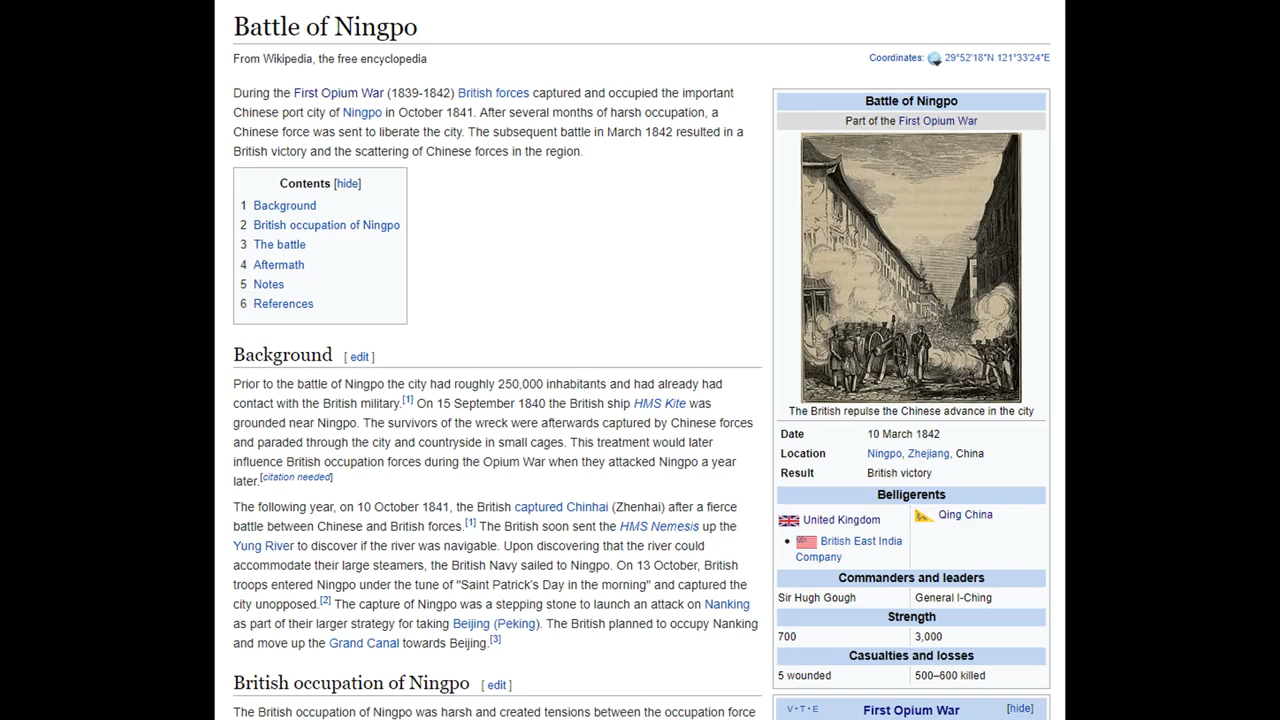 Battle of Ningpo
From Wikipedia, the free encyclopedia
Coordinates: 29°52′18″N 121°33′24″E
During the First Opium War (1839-1842) British forces captured and occupied the important
Chinese port city of Ningpo in October 1841. After several months of harsh occupation, a
Chinese force was sent to liberate the city. The subsequent battle in March 1842 resulted in a
British victory and the scattering of Chinese forces in the region.
Contents [hide]
1 Background
2 British occupation of Ningpo
3 The battle
4 Aftermath
5 Notes
6 References
Background [ edit ]
Prior to the battle of Ningpo the city had roughly 250,000 inhabitants and had already had
contact with the British military.[1] On 15 September 1840 the British ship HMS Kite was
grounded near Ningpo. The survivors of the wreck were afterwards captured by Chinese forces
and paraded through the city and countryside in small cages. This treatment would later
influence British occupation forces during the Opium War when they attacked Ningpo a year
later.[citation needed]
The following year, on 10 October 1841, the British captured Chinhai (Zhenhai) after a fierce
battle between Chinese and British forces.[1] The British soon sent the HMS Nemesis up the
Yung River to discover if the river was navigable. Upon discovering that the river could
accommodate their large steamers, the British Navy sailed to Ningpo. On 13 October, British
troops entered Ningpo under the tune of "Saint Patrick's Day in the morning" and captured the
city unopposed.[2] The capture of Ningpo was a stepping stone to launch an attack on Nanking
as part of their larger strategy for taking Beijing (Peking). The British planned to occupy Nanking
and move up the Grand Canal towards Beijing.[3]
British occupation of Ningpo [ edit ]
The British occupation of Ningpo was harsh and created tensions between the occupation force
Battle of Ningpo
Part of the First Opium War
The British repulse the Chinese advance in the city
Date 10 March 1842
Location Ningpo, Zhejiang, China
Result British victory
Belligerents
United Kingdom Qing China
• British East India
Company
Commanders and leaders
Sir Hugh Gough General I-Ching
Strength
700 3,000
Casualties and losses
5 wounded 500–600 killed
V · T · E First Opium War [hide]